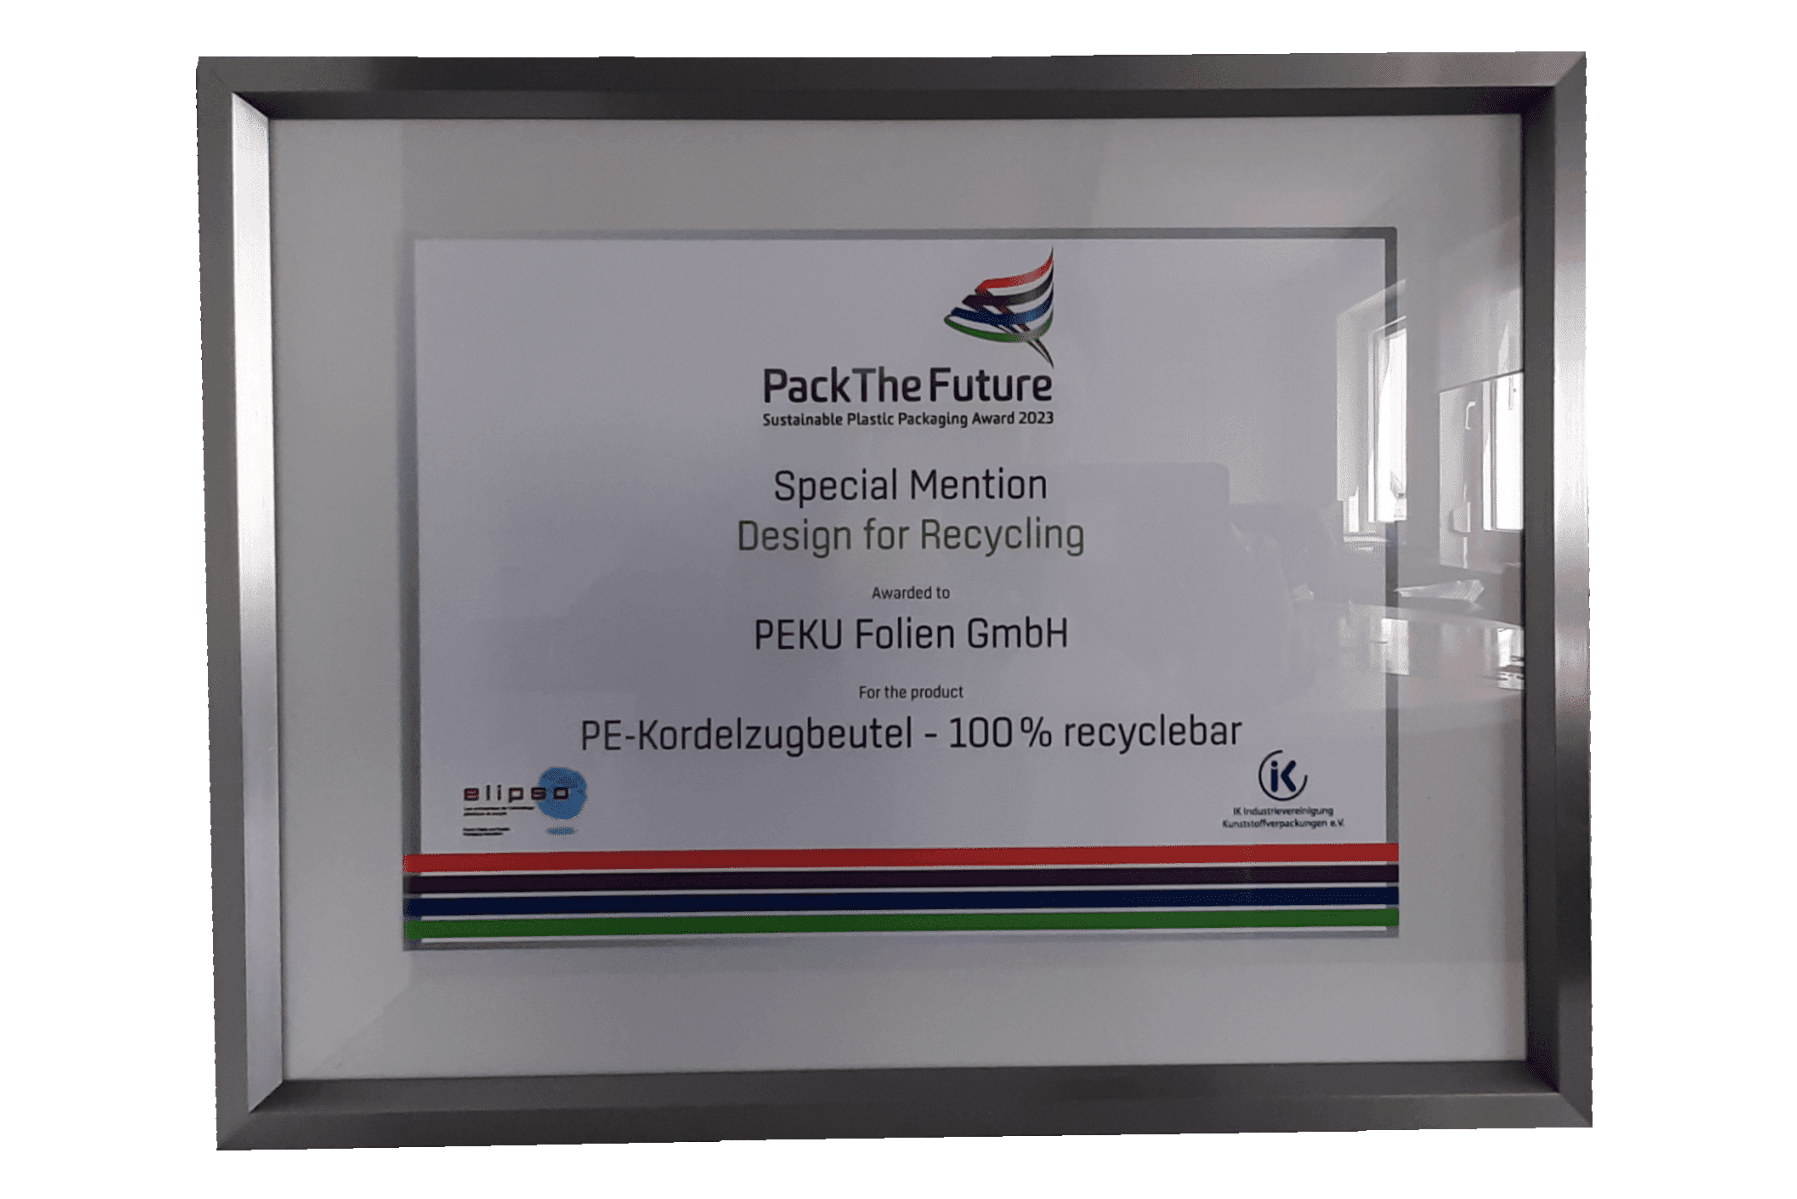 PackTheFuture
Sustainable Plastic Packaging Award 2023
Special Mention
Design for Recycling
Awarded to
PEKU Folien GmbH
For the product
PE-Kordelzugbeutel - 100 % recyclebar
elipso
IK
IK Industrievereinigung
Kunststoffverpackungen e.V.